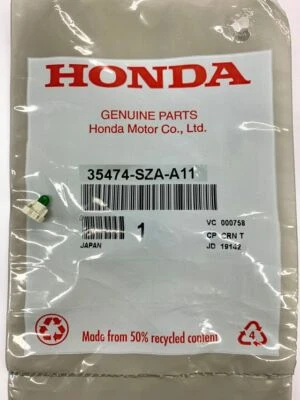 HONDA
GENUINE PARTS
Honda Motor Co., Ltd.
35474-SZA-A11
1
VC 000758
CP CRN T
JAPAN
JD 19142
Made from 50% recycled content
4